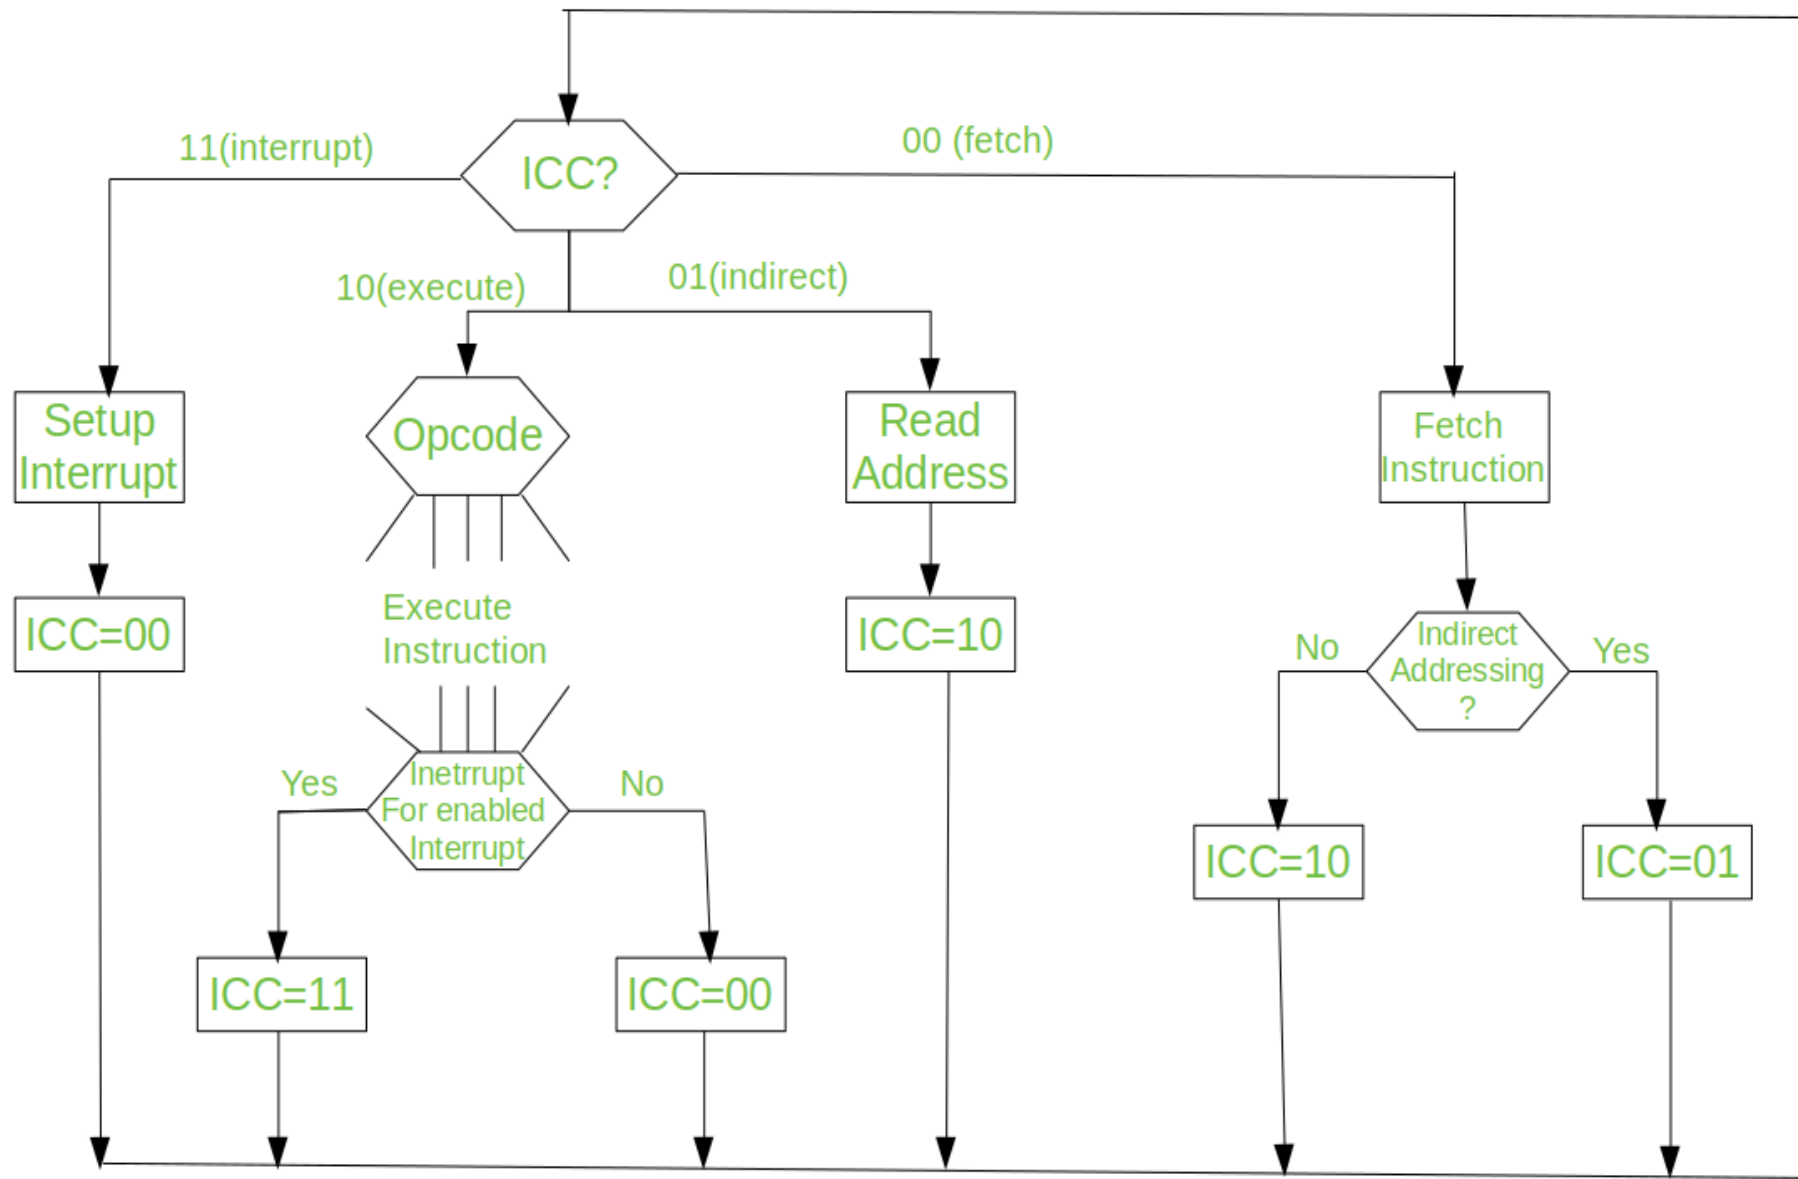 11(interrupt)
00 (fetch)
ICC?
10(execute)
01(indirect)
Setup
Interrupt
Opcode
Read
Address
Fetch
Instruction
ICC=00
Execute
Instruction
ICC=10
No
Indirect
Addressing
?
Yes
Yes
Inetrrupt
For enabled
Interrupt
No
ICC=10
ICC=01
ICC=11
ICC=00